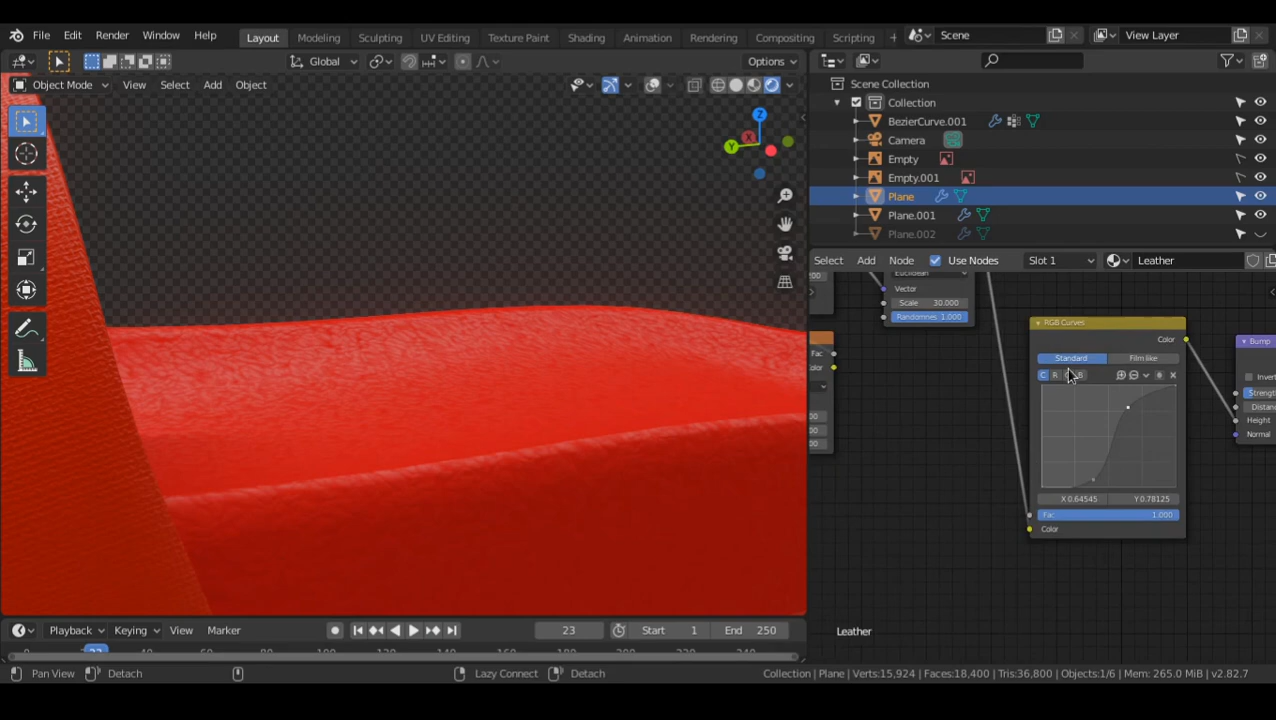 File Edit Render Window Help Layout Modeling Sculpting UV Editing Texture Paint Shading Animation Rendering Compositing Scripting Scene View Layer
Global Options
Object Mode View Select Add Object
Scene Collection
Collection
BezierCurve.001
Camera
Empty
Empty.001
Plane
Plane.001
Plane.002
Z
X
Y
Select Add Node Use Nodes Slot 1 Leather
Euclidean
Vector
Scale 30.000
Randomnes 1.000
RGB Curves
Color
Standard Film like
C R B
X 0.64545 Y 0.78125
Fac 1.000
Color
Fac
Bump
Invert
Strengt
Distanc
Height
Normal
Leather
Playback Keying View Marker 23 Start 1 End 250
Pan View Detach Lazy Connect Detach Collection | Plane | Verts:15,924 | Faces:18,400 | Tris:36,800 | Objects:1/6 | Mem: 265.0 MiB | v2.82.7